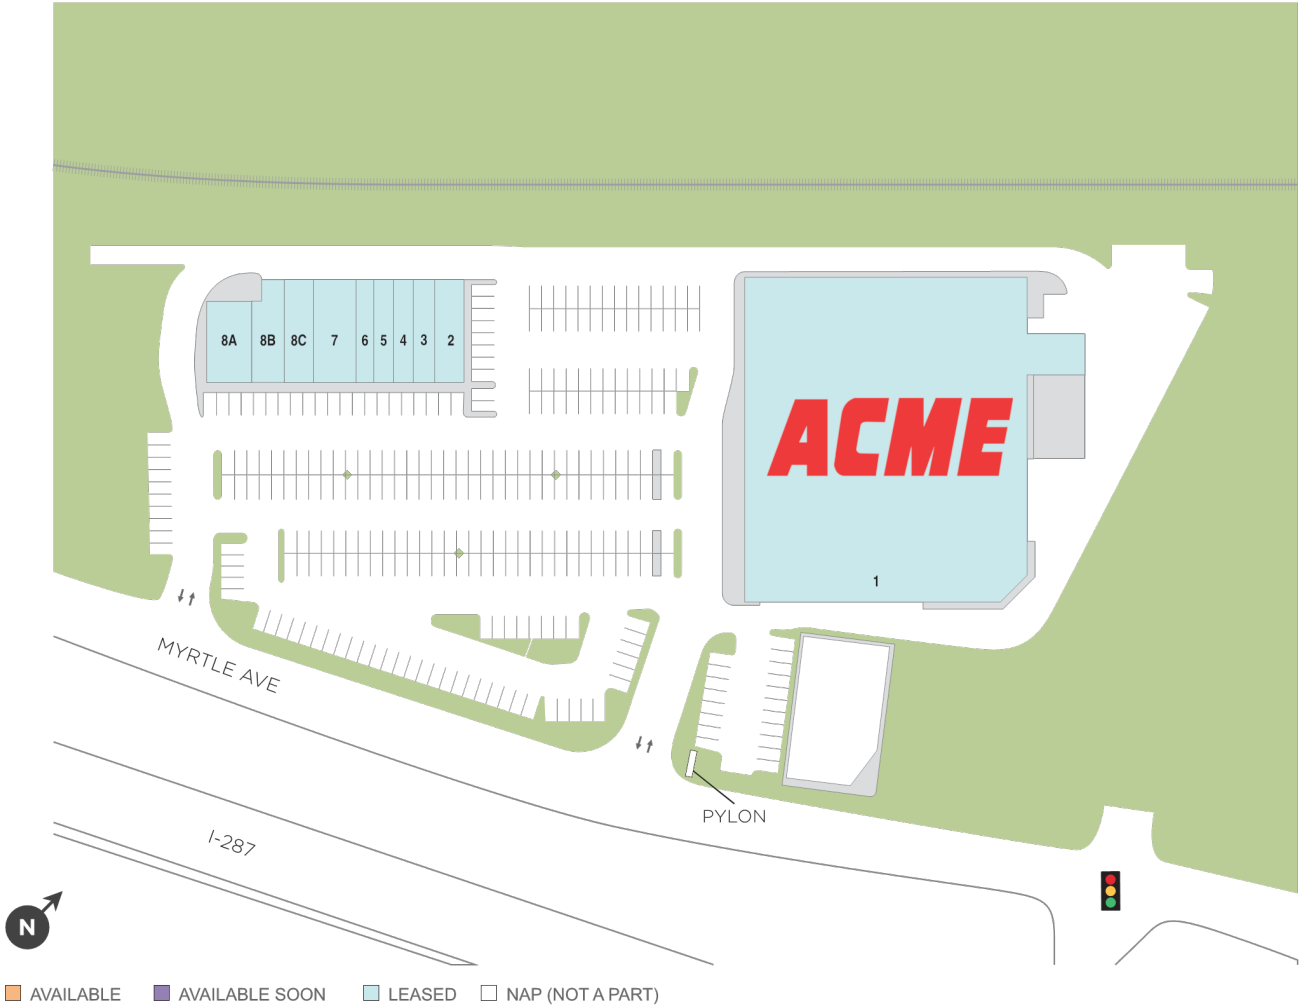 8A
8B
8C
7
6
5
4
3
2
ACME
1
MYRTLE AVE
PYLON
I-287
N
AVAILABLE
AVAILABLE SOON
LEASED
NAP (NOT A PART)